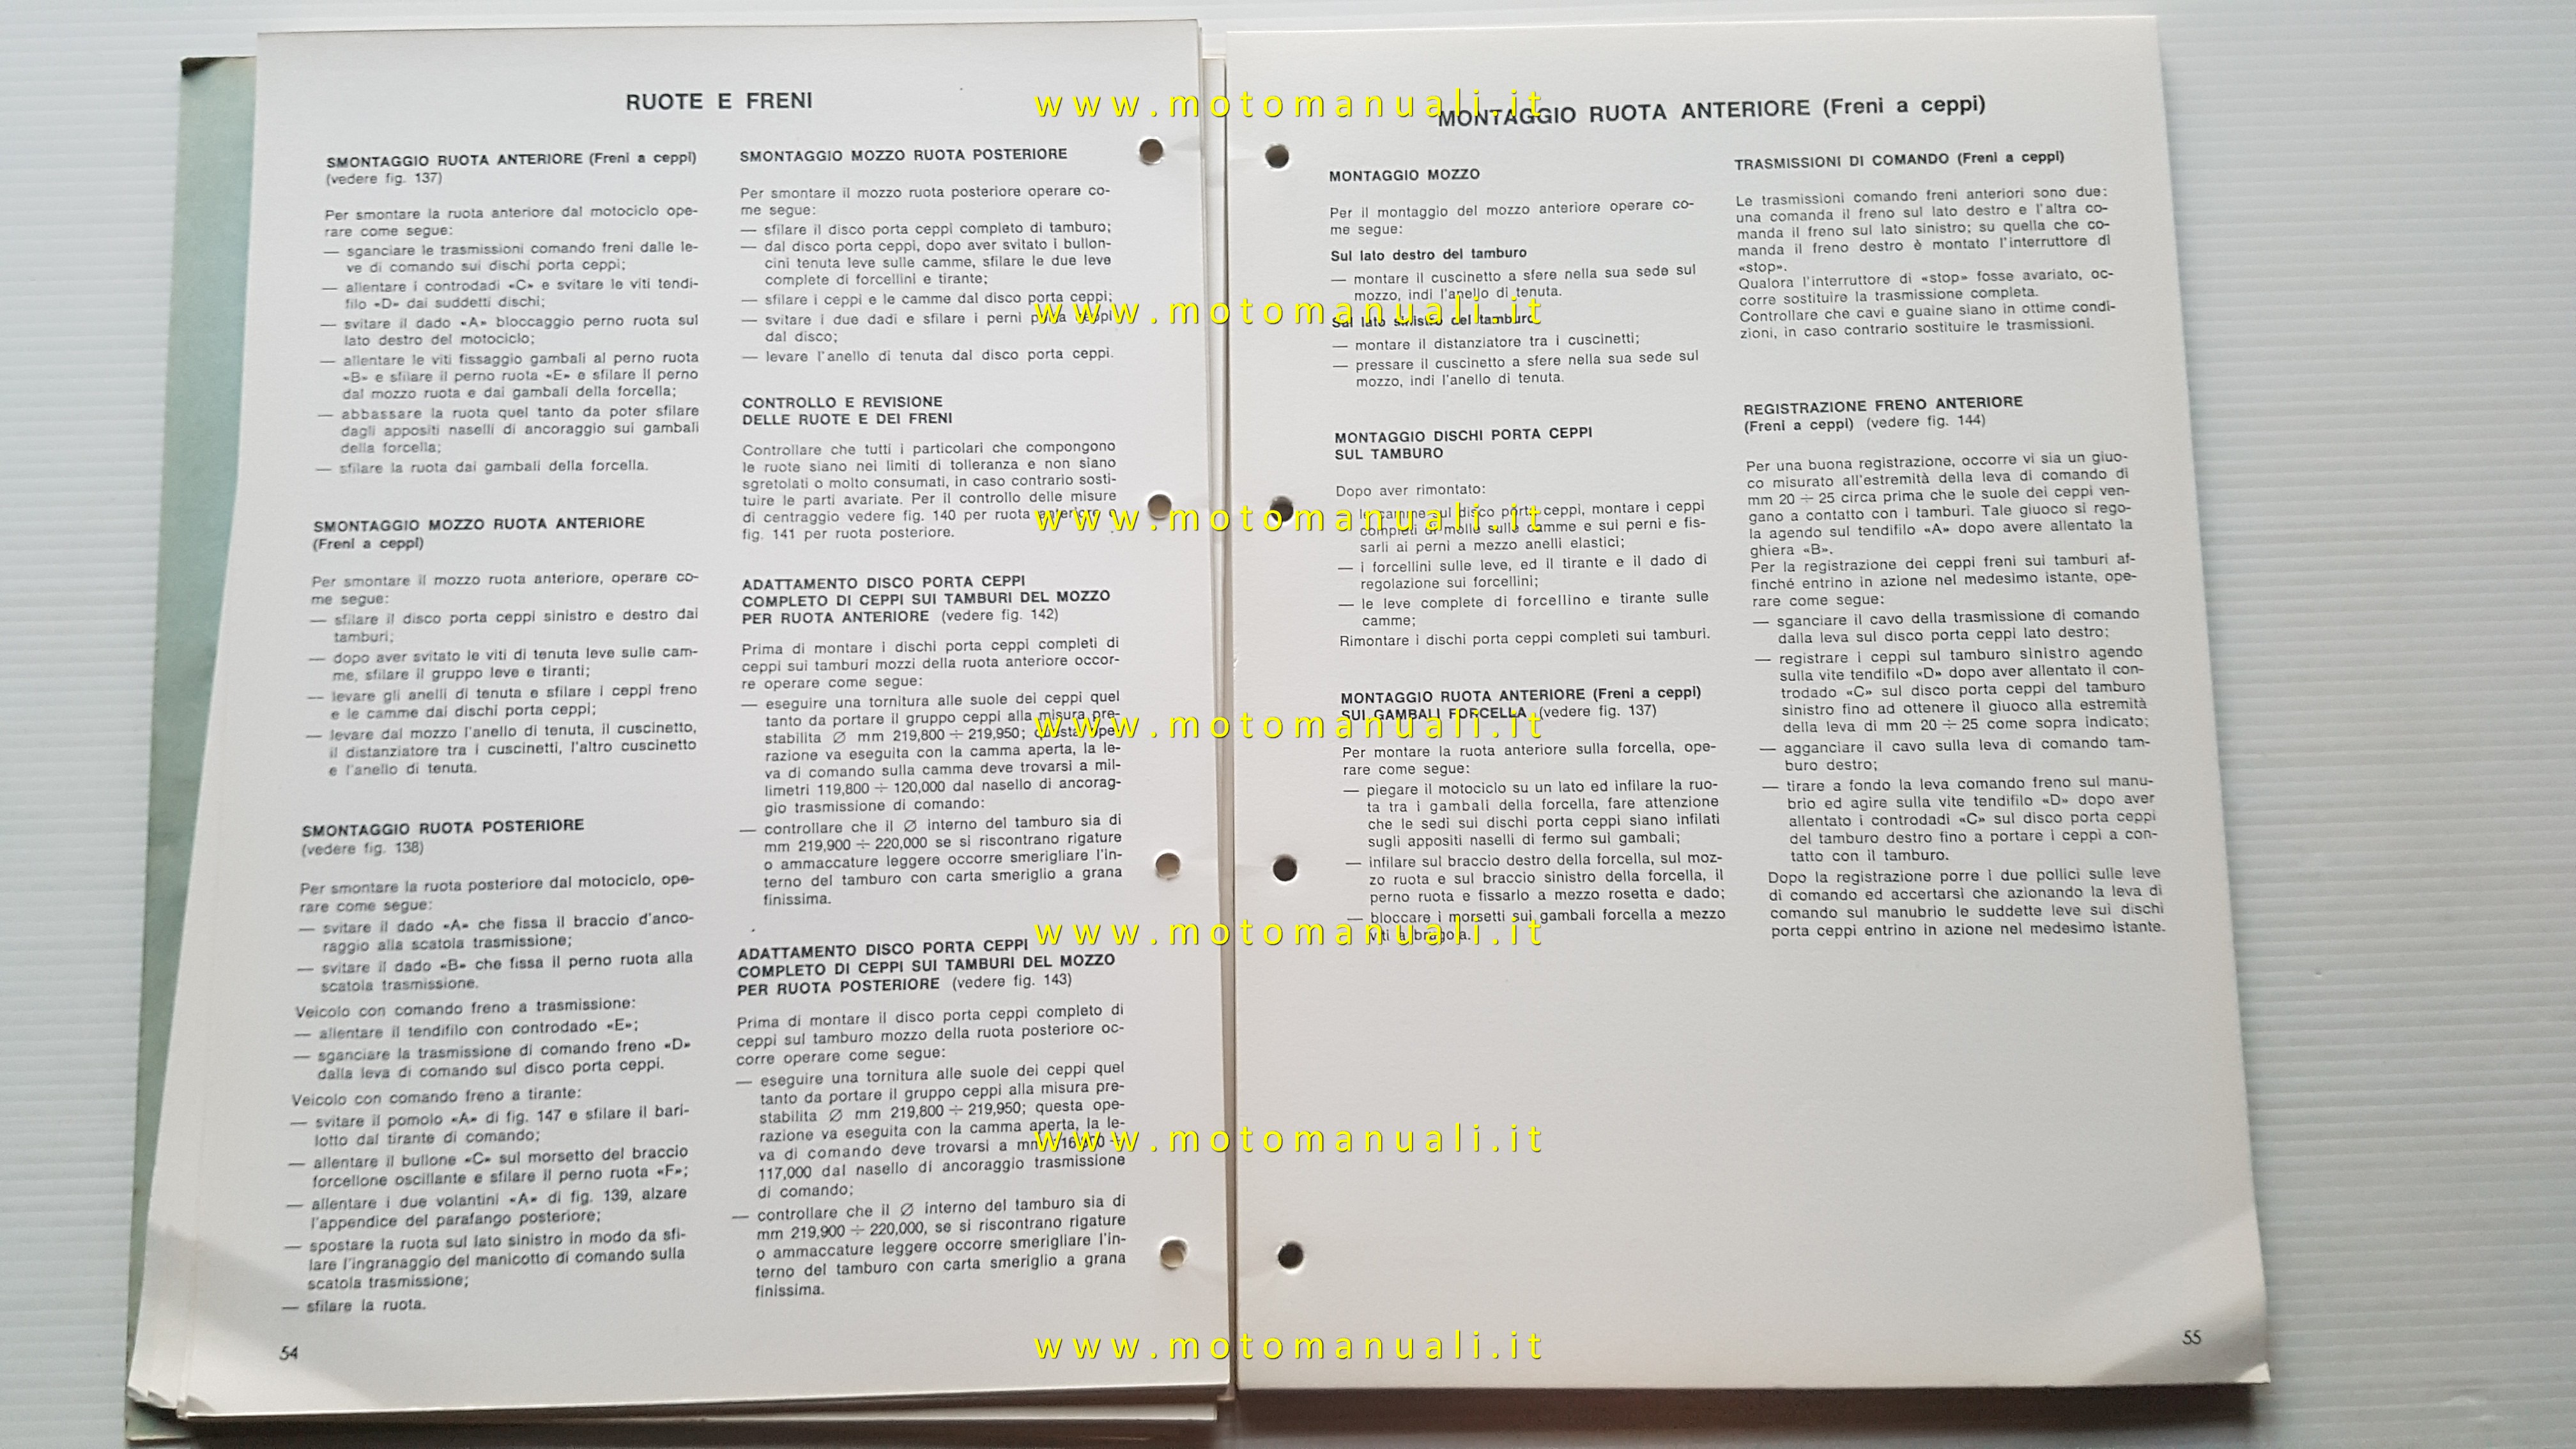 RUOTE E FRENI
SMONTAGGIO RUOTA ANTERIORE (Freni a ceppi)
(vedere fig. 137)
Per smontare la ruota anteriore dal motociclo ope-
rare come segue:
— sganciare le trasmissioni comando freni dalle le-
ve di comando sui dischi porta ceppi;
— allentare i controdadi «C» e svitare le viti tendi-
filo «D» dai suddetti dischi;
— svitare il dado «A» bloccaggio perno ruota sul
lato destro del motociclo;
— allentare le viti fissaggio gambali al perno ruota
«B» e sfilare il perno ruota «E» e sfilare il perno
dal mozzo ruota e dai gambali della forcella;
— abbassare la ruota quel tanto da poter sfilare
dagli appositi naselli di ancoraggio sui gambali
della forcella;
— sfilare la ruota dai gambali della forcella.
SMONTAGGIO MOZZO RUOTA ANTERIORE
(Freni a ceppi)
Per smontare il mozzo ruota anteriore, operare co-
me segue:
— sfilare il disco porta ceppi sinistro e destro dai
tamburi;
— dopo aver svitato le viti di tenuta leve sulle cam-
me, sfilare il gruppo leve e tiranti;
— levare gli anelli di tenuta e sfilare i ceppi freno
e le camme dai dischi porta ceppi;
— levare dal mozzo l'anello di tenuta, il cuscinetto,
il distanziatore tra i cuscinetti, l'altro cuscinetto
e l'anello di tenuta.
SMONTAGGIO RUOTA POSTERIORE
(vedere fig. 138)
Per smontare la ruota posteriore dal motociclo, ope-
rare come segue:
— svitare il dado «A» che fissa il braccio d'anco-
raggio alla scatola trasmissione;
— svitare il dado «B» che fissa il perno ruota alla
scatola trasmissione.
Veicolo con comando freno a trasmissione:
— allentare il tendifilo con controdado «E»;
— sganciare la trasmissione di comando freno «D»
dalla leva di comando sul disco porta ceppi.
Veicolo con comando freno a tirante:
— svitare il pomolo «A» di fig. 147 e sfilare il bari-
lotto dal tirante di comando;
— allentare il bullone «C» sul morsetto del braccio
forcellone oscillante e sfilare il perno ruota «F»;
— allentare i due volantini «A» di fig. 139, alzare
l'appendice del parafango posteriore;
— spostare la ruota sul lato sinistro in modo da sfi-
lare l'ingranaggio del manicotto di comando sulla
scatola trasmissione;
— sfilare la ruota.
54
SMONTAGGIO MOZZO RUOTA POSTERIORE
Per smontare il mozzo ruota posteriore operare co-
me segue:
— sfilare il disco porta ceppi completo di tamburo;
— dal disco porta ceppi, dopo aver svitato i bullon-
cini tenuta leve sulle camme, sfilare le due leve
complete di forcellini e tirante;
— sfilare i ceppi e le camme dal disco porta ceppi;
— svitare i due dadi e sfilare i perni porta ceppi
dal disco;
— levare l'anello di tenuta dal disco porta ceppi.
CONTROLLO E REVISIONE
DELLE RUOTE E DEI FRENI
Controllare che tutti i particolari che compongono
le ruote siano nei limiti di tolleranza e non siano
sgretolati o molto consumati, in caso contrario sosti-
tuire le parti avariate. Per il controllo delle misure
di centraggio vedere fig. 140 per ruota anteriore e
fig. 141 per ruota posteriore.
ADATTAMENTO DISCO PORTA CEPPI
COMPLETO DI CEPPI SUI TAMBURI DEL MOZZO
PER RUOTA ANTERIORE (vedere fig. 142)
Prima di montare i dischi porta ceppi completi di
ceppi sui tamburi mozzi della ruota anteriore occor-
re operare come segue:
— eseguire una tornitura alle suole dei ceppi quel
tanto da portare il gruppo ceppi alla misura pre-
stabilita ∅ mm 219,800 ÷ 219,950; questa ope-
razione va eseguita con la camma aperta, la le-
va di comando sulla camma deve trovarsi a mil-
limetri 119,800 ÷ 120,000 dal nasello di ancorag-
gio trasmissione di comando:
— controllare che il ∅ interno del tamburo sia di
mm 219,900 ÷ 220,000 se si riscontrano rigature
o ammaccature leggere occorre smerigliare l'in-
terno del tamburo con carta smeriglio a grana
finissima.
ADATTAMENTO DISCO PORTA CEPPI
COMPLETO DI CEPPI SUI TAMBURI DEL MOZZO
PER RUOTA POSTERIORE (vedere fig. 143)
Prima di montare il disco porta ceppi completo di
ceppi sul tamburo mozzo della ruota posteriore oc-
corre operare come segue:
— eseguire una tornitura alle suole dei ceppi quel
tanto da portare il gruppo ceppi alla misura pre-
stabilita ∅ mm 219,800 ÷ 219,950; questa ope-
razione va eseguita con la camma aperta, la le-
va di comando deve trovarsi a mm
117,000 dal nasello di ancoraggio trasmissione
di comando;
— controllare che il ∅ interno del tamburo sia di
mm 219,900 ÷ 220,000, se si riscontrano rigature
o ammaccature leggere occorre smerigliare l'in-
terno del tamburo con carta smeriglio a grana
finissima.
MONTAGGIO RUOTA ANTERIORE (Freni a ceppi)
MONTAGGIO MOZZO
Per il montaggio del mozzo anteriore operare co-
me segue:
Sul lato destro del tamburo
— montare il cuscinetto a sfere nella sua sede sul
mozzo, indi l'anello di tenuta.
Sul lato sinistro del tamburo
— montare il distanziatore tra i cuscinetti;
— pressare il cuscinetto a sfere nella sua sede sul
mozzo, indi l'anello di tenuta.
MONTAGGIO DISCHI PORTA CEPPI
SUL TAMBURO
Dopo aver rimontato:
— le camme sul disco porta ceppi, montare i ceppi
completi di molle sulle camme e sui perni e fis-
sarli ai perni a mezzo anelli elastici;
— i forcellini sulle leve, ed il tirante e il dado di
regolazione sui forcellini;
— le leve complete di forcellino e tirante sulle
camme;
Rimontare i dischi porta ceppi completi sui tamburi.
MONTAGGIO RUOTA ANTERIORE (Freni a ceppi)
SUI GAMBALI FORCELLA (vedere fig. 137)
Per montare la ruota anteriore sulla forcella, ope-
rare come segue:
— piegare il motociclo su un lato ed infilare la ruo-
ta tra i gambali della forcella, fare attenzione
che le sedi sui dischi porta ceppi siano infilati
sugli appositi naselli di fermo sui gambali;
— infilare sul braccio destro della forcella, sul moz-
zo ruota e sul braccio sinistro della forcella, il
perno ruota e fissarlo a mezzo rosetta e dado;
— bloccare i morsetti sui gambali forcella a mezzo
viti a brugola.
TRASMISSIONI DI COMANDO (Freni a ceppi)
Le trasmissioni comando freni anteriori sono due:
una comanda il freno sul lato destro e l'altra co-
manda il freno sul lato sinistro; su quella che co-
manda il freno destro è montato l'interruttore di
«stop».
Qualora l'interruttore di «stop» fosse avariato, oc-
corre sostituire la trasmissione completa.
Controllare che cavi e guaine siano in ottime condi-
zioni, in caso contrario sostituire le trasmissioni.
REGISTRAZIONE FRENO ANTERIORE
(Freni a ceppi) (vedere fig. 144)
Per una buona registrazione, occorre vi sia un giuo-
co misurato all'estremità della leva di comando di
mm 20 ÷ 25 circa prima che le suole dei ceppi ven-
gano a contatto con i tamburi. Tale giuoco si rego-
la agendo sul tendifilo «A» dopo avere allentato la
ghiera «B».
Per la registrazione dei ceppi freni sui tamburi af-
finché entrino in azione nel medesimo istante, ope-
rare come segue:
— sganciare il cavo della trasmissione di comando
dalla leva sul disco porta ceppi lato destro;
— registrare i ceppi sul tamburo sinistro agendo
sulla vite tendifilo «D» dopo aver allentato il con-
trodado «C» sul disco porta ceppi del tamburo
sinistro fino ad ottenere il giuoco alla estremità
della leva di mm 20 ÷ 25 come sopra indicato;
— agganciare il cavo sulla leva di comando tam-
buro destro;
— tirare a fondo la leva comando freno sul manu-
brio ed agire sulla vite tendifilo «D» dopo aver
allentato i controdadi «C» sul disco porta ceppi
del tamburo destro fino a portare i ceppi a con-
tatto con il tamburo.
Dopo la registrazione porre i due pollici sulle leve
di comando ed accertarsi che azionando la leva di
comando sul manubrio le suddette leve sui dischi
porta ceppi entrino in azione nel medesimo istante.
55
www.motomanuali.it
www.motomanuali.it
www.motomanuali.it
www.motomanuali.it
www.motomanuali.it
www.motomanuali.it
www.motomanuali.it